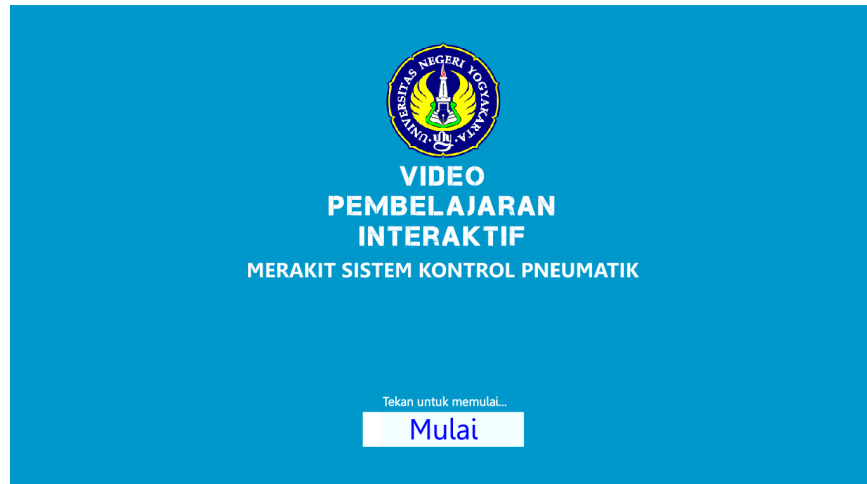 UNIVERSITAS NEGERI YOGYAKARTA
VIDEO
PEMBELAJARAN
INTERAKTIF
MERAKIT SISTEM KONTROL PNEUMATIK
Tekan untuk memulai...
Mulai